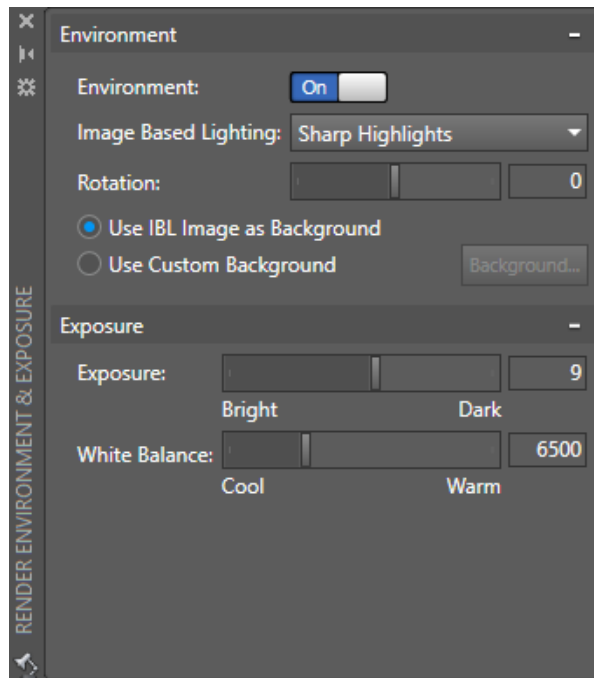 Environment
Environment: On
Image Based Lighting: Sharp Highlights
Rotation: 0
Use IBL Image as Background
Use Custom Background Background...
Exposure
Exposure: 9
Bright Dark
White Balance: 6500
Cool Warm
RENDER ENVIRONMENT & EXPOSURE